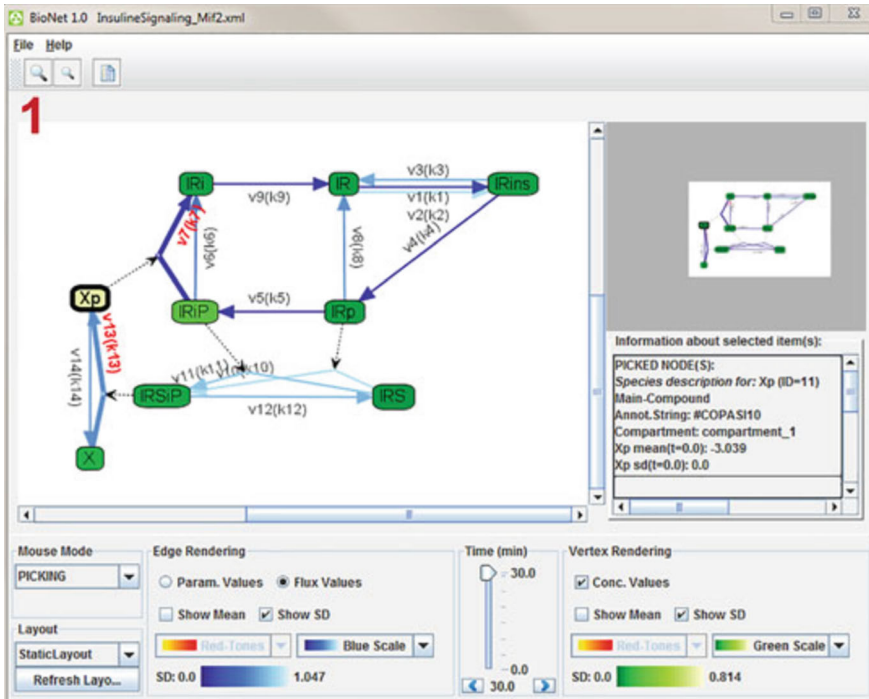 BioNet 1.0 InsulineSignaling_Mif2.xml
File Help
1
IRi
IR
IRins
v9(k9)
v3(k3)
v1(k1)
v2(k2)
v7(k7)
v6(k6)
v8(k8)
v4(k4)
Xp
IRiP
v5(k5)
IRp
v13(k13)
v14(k14)
v11(k11)
v10(k10)
IRSiP
v12(k12)
IRS
X
Information about selected item(s):
PICKED NODE(S):
Species description for: Xp (ID=11)
Main-Compound
Annot.String: #COPASI10
Compartment: compartment_1
Xp mean(t=0.0): -3.039
Xp sd(t=0.0): 0.0
Mouse Mode
PICKING
Layout
StaticLayout
Refresh Layo...
Edge Rendering
Param. Values Flux Values
Show Mean Show SD
Red-Tones Blue Scale
SD: 0.0 1.047
Time (min)
30.0
0.0
30.0
Vertex Rendering
Conc. Values
Show Mean Show SD
Red-Tones Green Scale
SD: 0.0 0.814